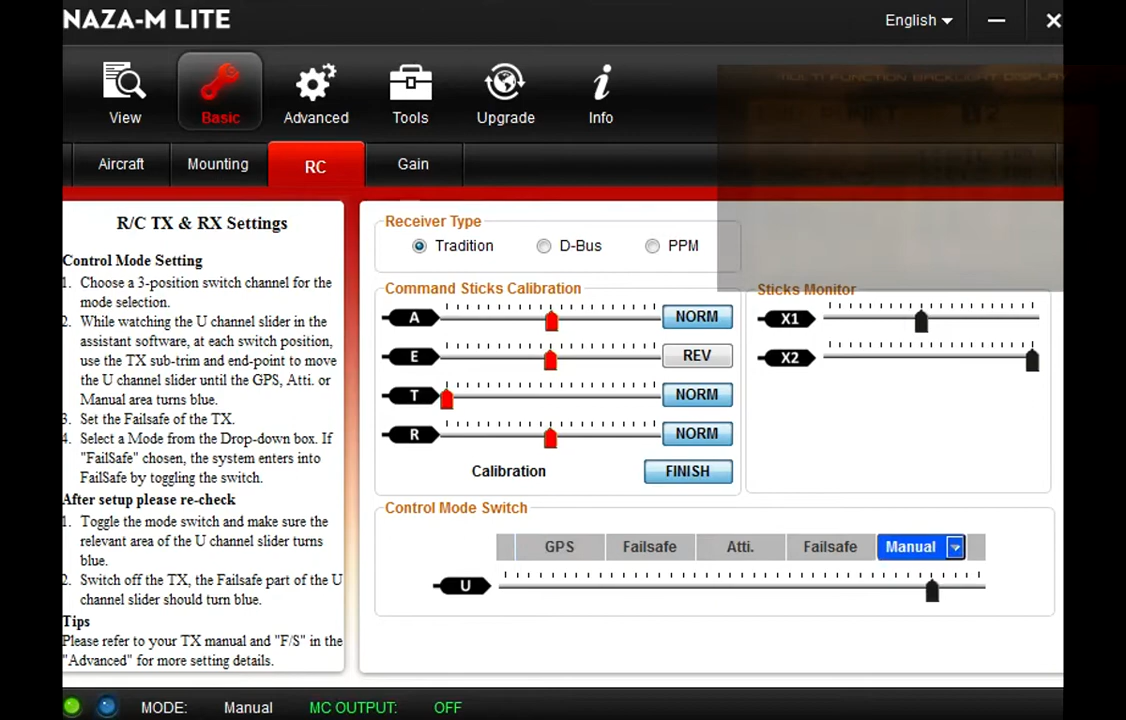 NAZA-M LITE
English
View
Basic
Advanced
Tools
Upgrade
Info
Aircraft
Mounting
RC
Gain
R/C TX & RX Settings
Control Mode Setting
1. Choose a 3-position switch channel for the
mode selection.
2. While watching the U channel slider in the
assistant software, at each switch position,
use the TX sub-trim and end-point to move
the U channel slider until the GPS, Atti. or
Manual area turns blue.
3. Set the Failsafe of the TX.
4. Select a Mode from the Drop-down box. If
"FailSafe" chosen, the system enters into
FailSafe by toggling the switch.
After setup please re-check
1. Toggle the mode switch and make sure the
relevant area of the U channel slider turns
blue.
2. Switch off the TX, the Failsafe part of the U
channel slider should turn blue.
Tips
Please refer to your TX manual and "F/S" in the
"Advanced" for more setting details.
Receiver Type
Tradition
D-Bus
PPM
Command Sticks Calibration
A NORM
E REV
T NORM
R NORM
Calibration FINISH
Sticks Monitor
X1
X2
Control Mode Switch
GPS Failsafe Atti. Failsafe Manual
U
MODE: Manual MC OUTPUT: OFF
MULTI FUNCTION BACKLIGHT DISPLAY